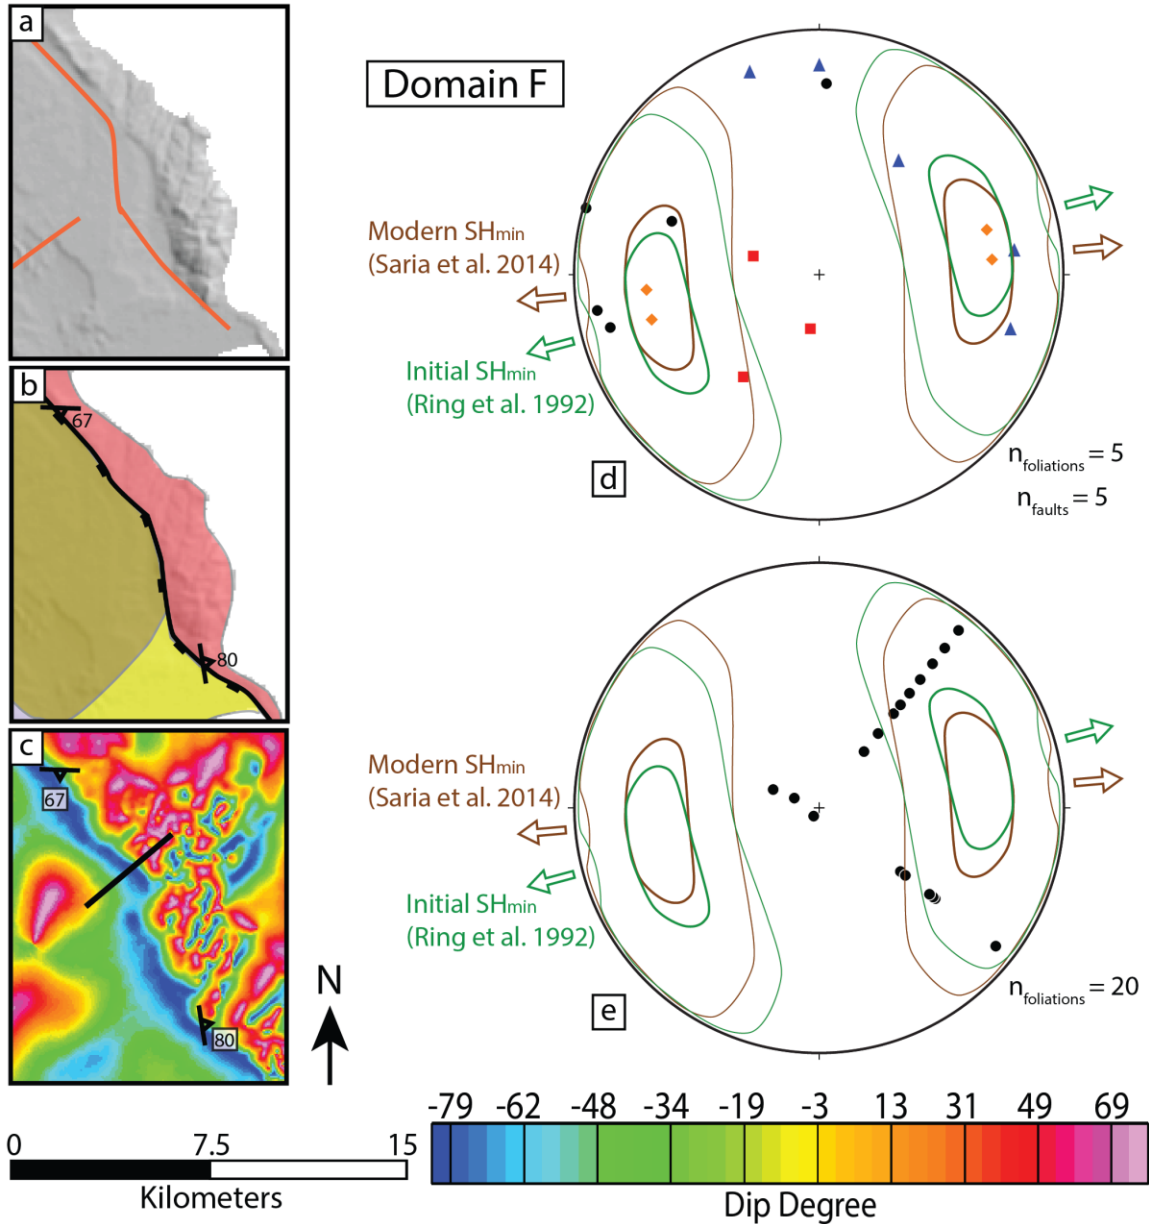 a
b
67
80
c
67
80
N
0 7.5 15
Kilometers
Domain F
Modern SHmin
(Saria et al. 2014)
Initial SHmin
(Ring et al. 1992)
d
nfoliations = 5
nfaults = 5
Modern SHmin
(Saria et al. 2014)
Initial SHmin
(Ring et al. 1992)
e
nfoliations = 20
-79 -62 -48 -34 -19 -3 13 31 49 69
Dip Degree